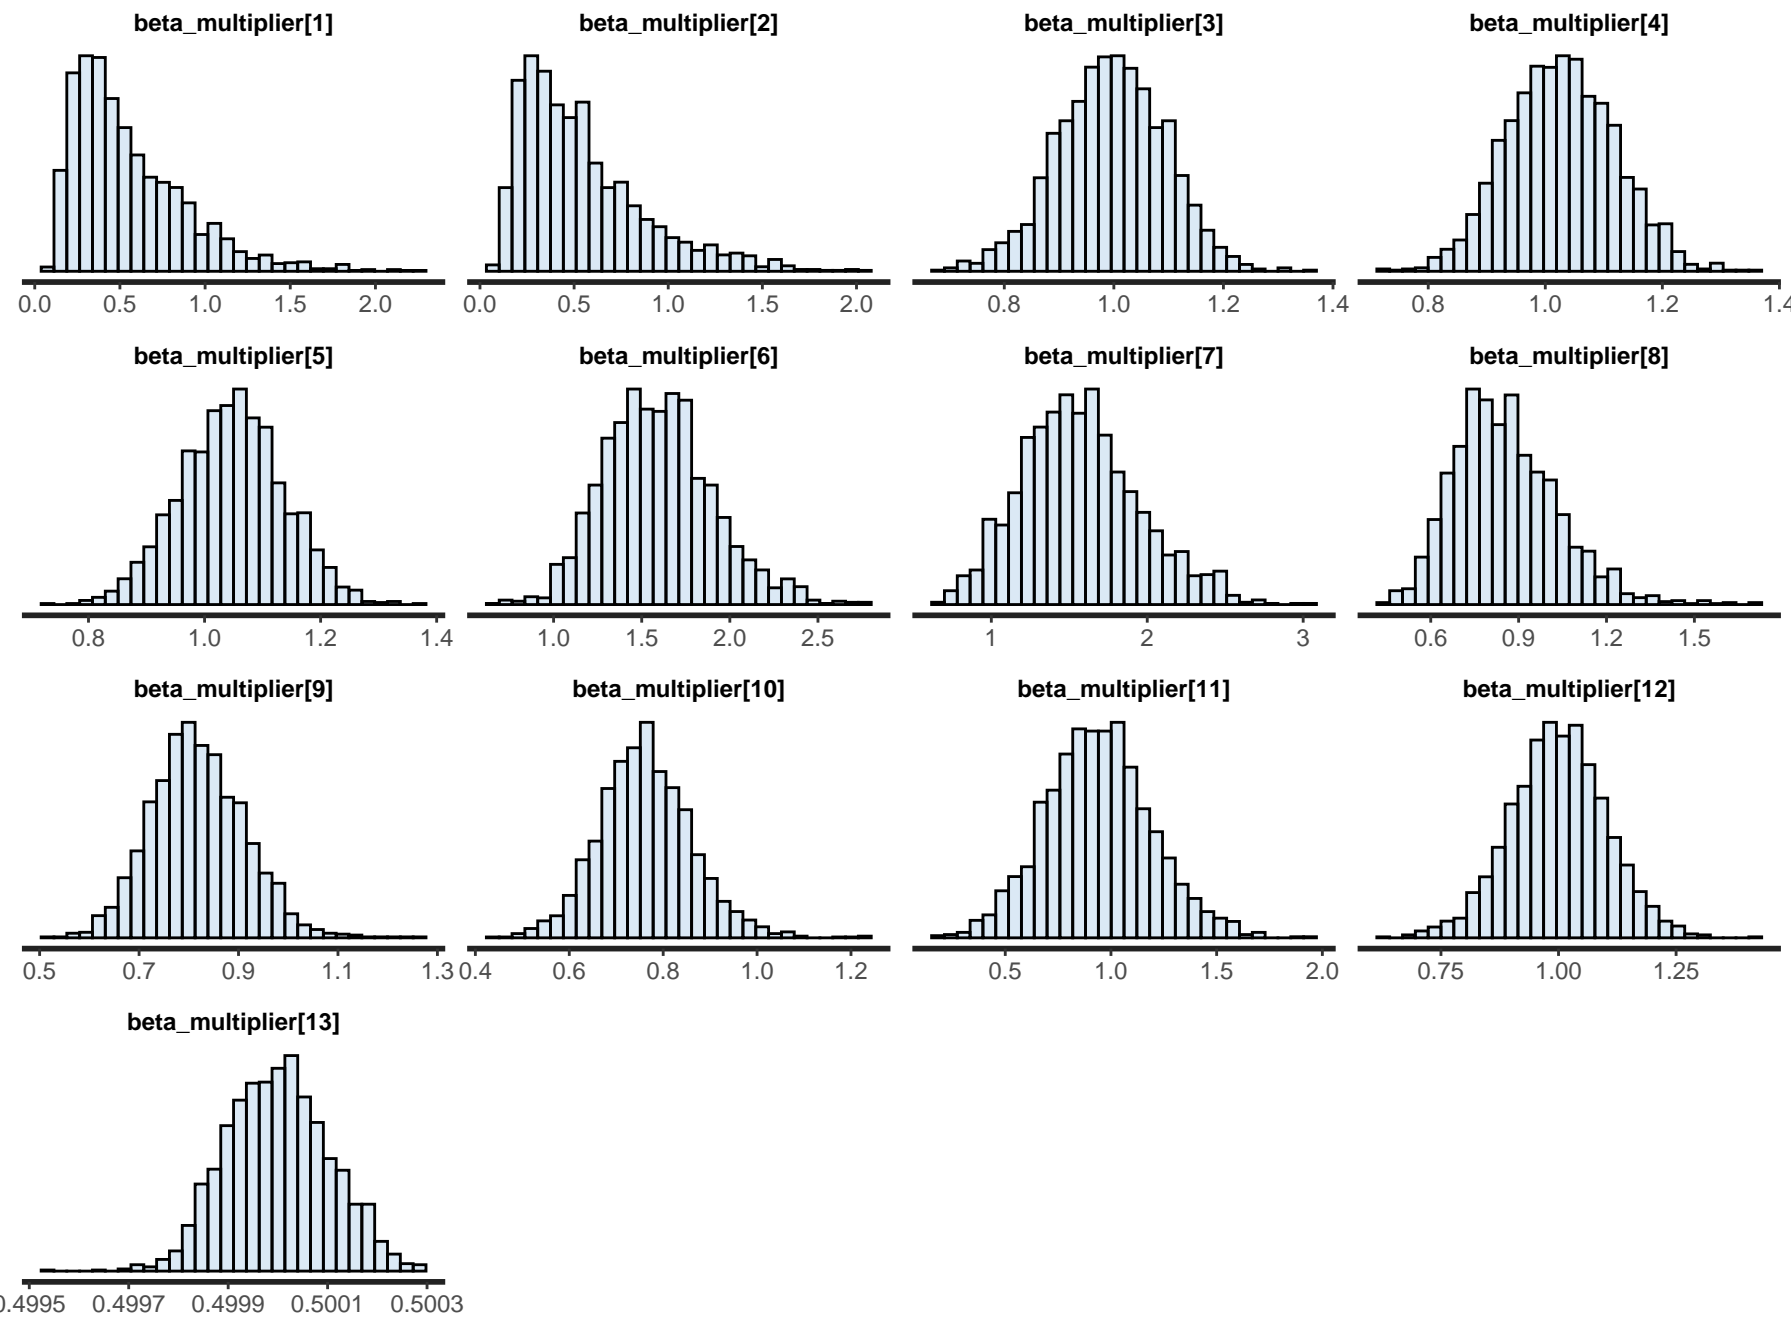 beta_multiplier[1] beta_multiplier[2] beta_multiplier[3] beta_multiplier[4]
0.0 0.5 1.0 1.5 2.0 0.0 0.5 1.0 1.5 2.0 0.8 1.0 1.2 1.4 0.8 1.0 1.2 1.4
beta_multiplier[5] beta_multiplier[6] beta_multiplier[7] beta_multiplier[8]
0.8 1.0 1.2 1.4 1.0 1.5 2.0 2.5 1 2 3 0.6 0.9 1.2 1.5
beta_multiplier[9] beta_multiplier[10] beta_multiplier[11] beta_multiplier[12]
0.5 0.7 0.9 1.1 1.3 0.4 0.6 0.8 1.0 1.2 0.5 1.0 1.5 2.0 0.75 1.00 1.25
beta_multiplier[13]
0.4995 0.4997 0.4999 0.5001 0.5003